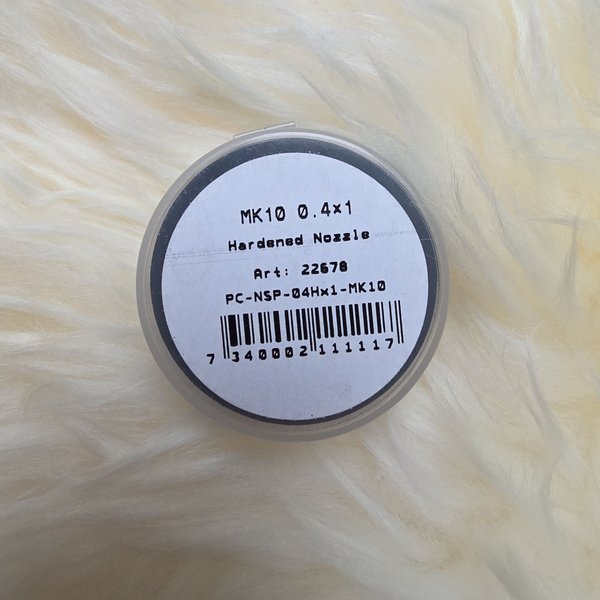 MK10 0.4x1
Hardened Nozzle
Art: 22678
PC-NSP-04Hx1-MK10
7 340002 111117